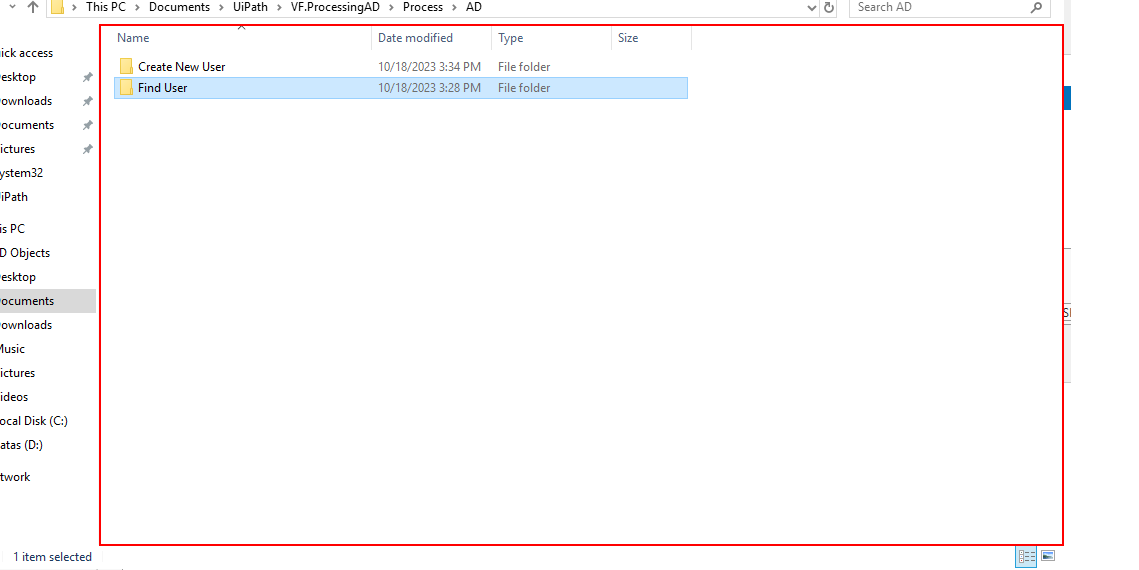 This PC > Documents > UiPath > VF.ProcessingAD > Process > AD
Search AD
Name Date modified Type Size
Create New User 10/18/2023 3:34 PM File folder
Find User 10/18/2023 3:28 PM File folder
ick access
esktop
ownloads
ocuments
ictures
ystem32
iPath
is PC
D Objects
esktop
ocuments
ownloads
Music
ictures
ideos
ocal Disk (C:)
atas (D:)
twork
1 item selected